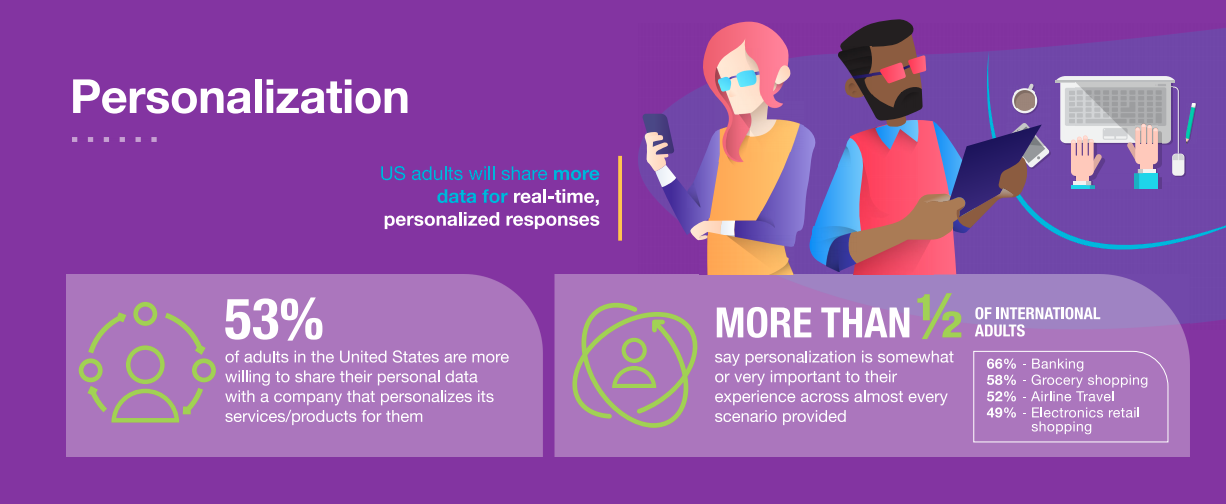 Personalization
US adults will share more
data for real-time,
personalized responses
53%
of adults in the United States are more
willing to share their personal data
with a company that personalizes its
services/products for them
MORE THAN ½ OF INTERNATIONAL
ADULTS
say personalization is somewhat
or very important to their
experience across almost every
scenario provided
66% - Banking
58% - Grocery shopping
52% - Airline Travel
49% - Electronics retail
shopping